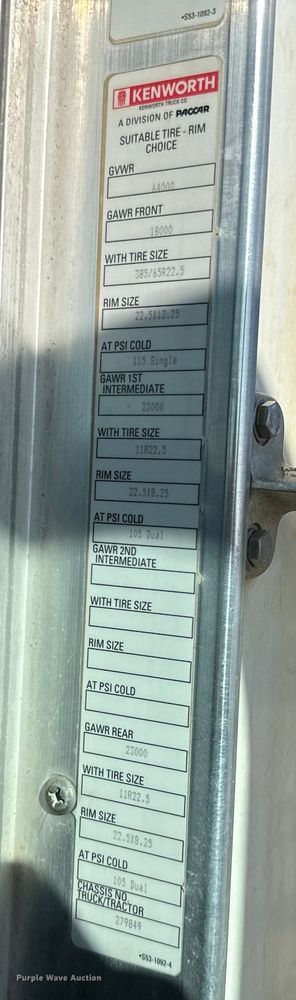 •S53-1092-3
KENWORTH
KENWORTH TRUCK CO
A DIVISION OF PACCAR
SUITABLE TIRE - RIM
CHOICE
GVWR
64000
GAWR FRONT
18000
WITH TIRE SIZE
385/65R22.5
RIM SIZE
22.5X12.25
AT PSI COLD
115 Single
GAWR 1ST
INTERMEDIATE
23000
WITH TIRE SIZE
11R22.5
RIM SIZE
22.5X8.25
AT PSI COLD
105 Dual
GAWR 2ND
INTERMEDIATE
WITH TIRE SIZE
RIM SIZE
AT PSI COLD
GAWR REAR
23000
WITH TIRE SIZE
11R22.5
RIM SIZE
22.5X8.25
AT PSI COLD
105 Dual
CHASSIS NO.
TRUCK/TRACTOR
279849
•S53-1092-4
Purple Wave Auction